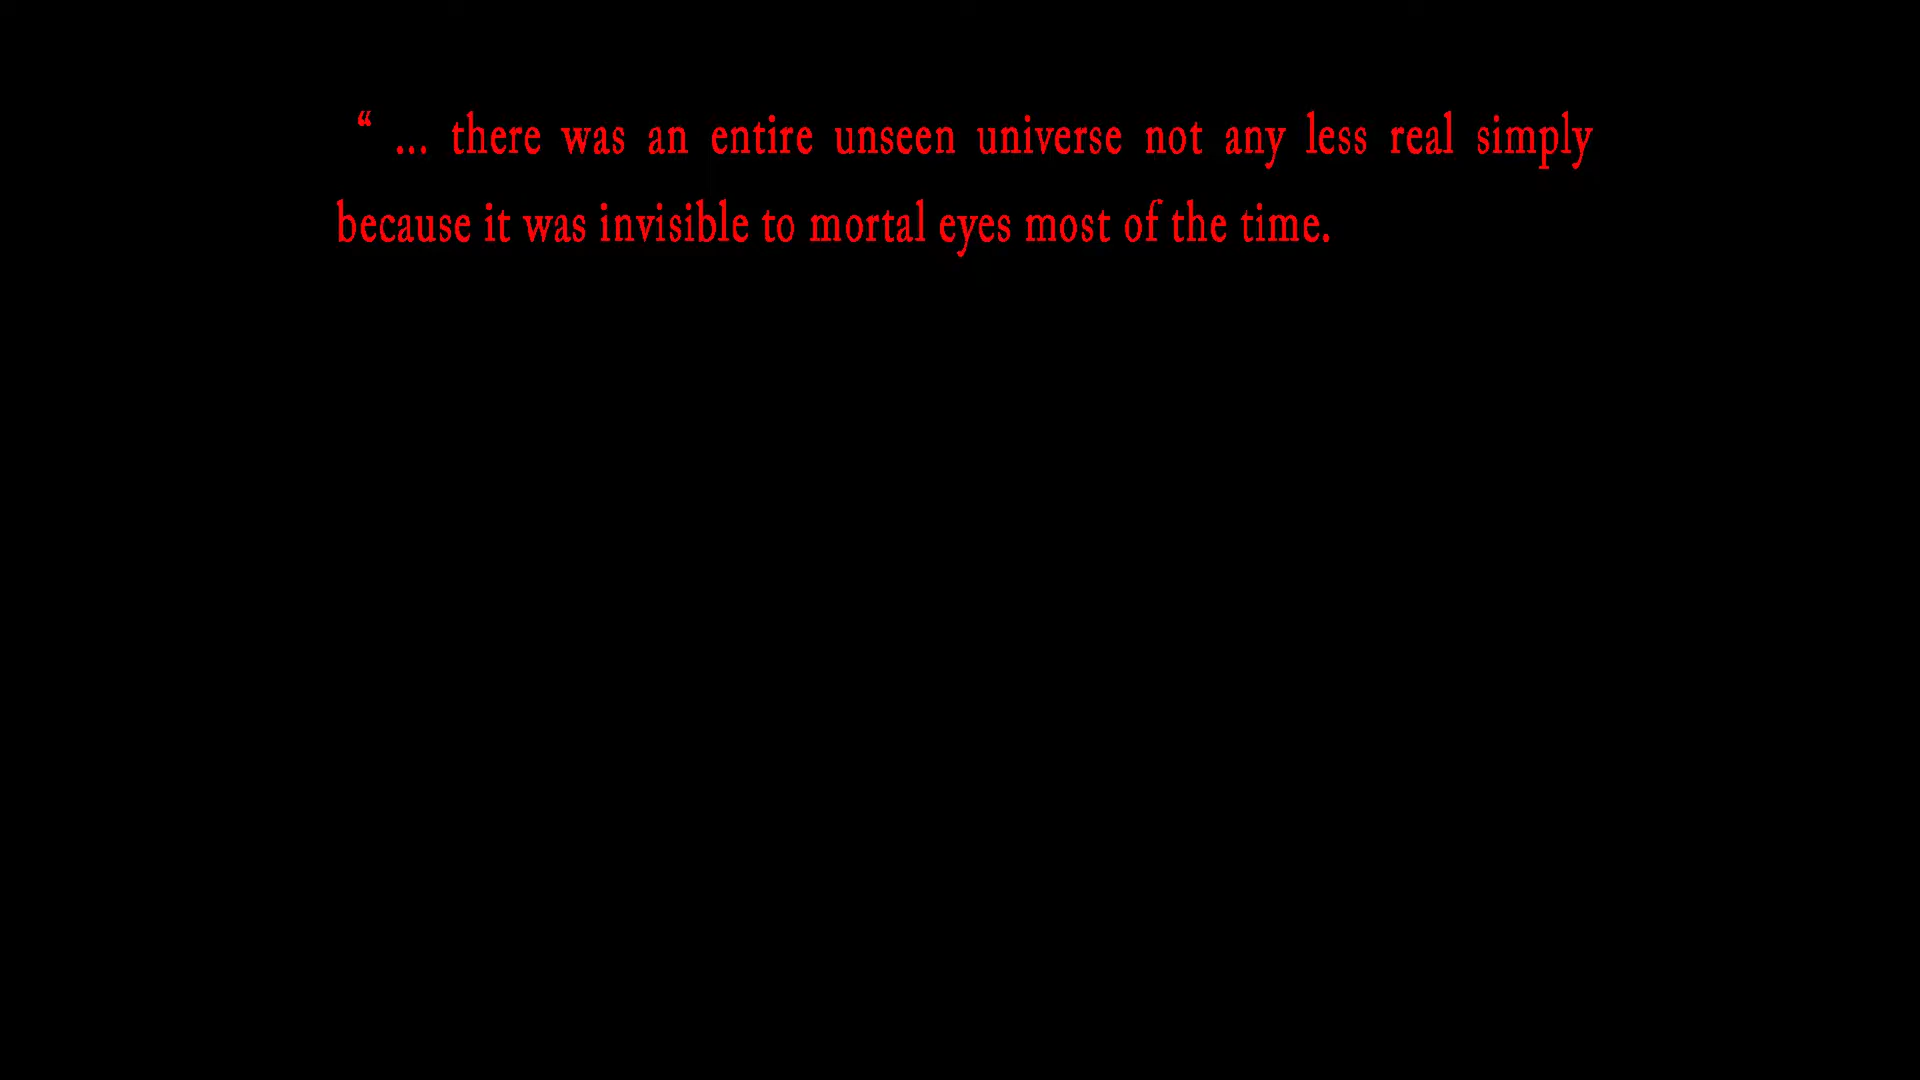 “ ... there was an entire unseen universe not any less real simply
because it was invisible to mortal eyes most of the time.